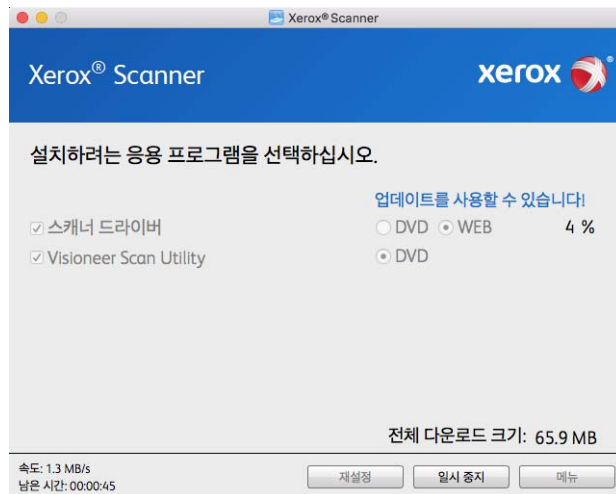 Xerox® Scanner
Xerox® Scanner
xerox®
설치하려는 응용 프로그램을 선택하십시오.
업데이트를 사용할 수 있습니다!
스캐너 드라이버 DVD WEB 4 %
Visioneer Scan Utility DVD
전체 다운로드 크기: 65.9 MB
속도: 1.3 MB/s
남은 시간: 00:00:45
재설정 일시 중지 메뉴